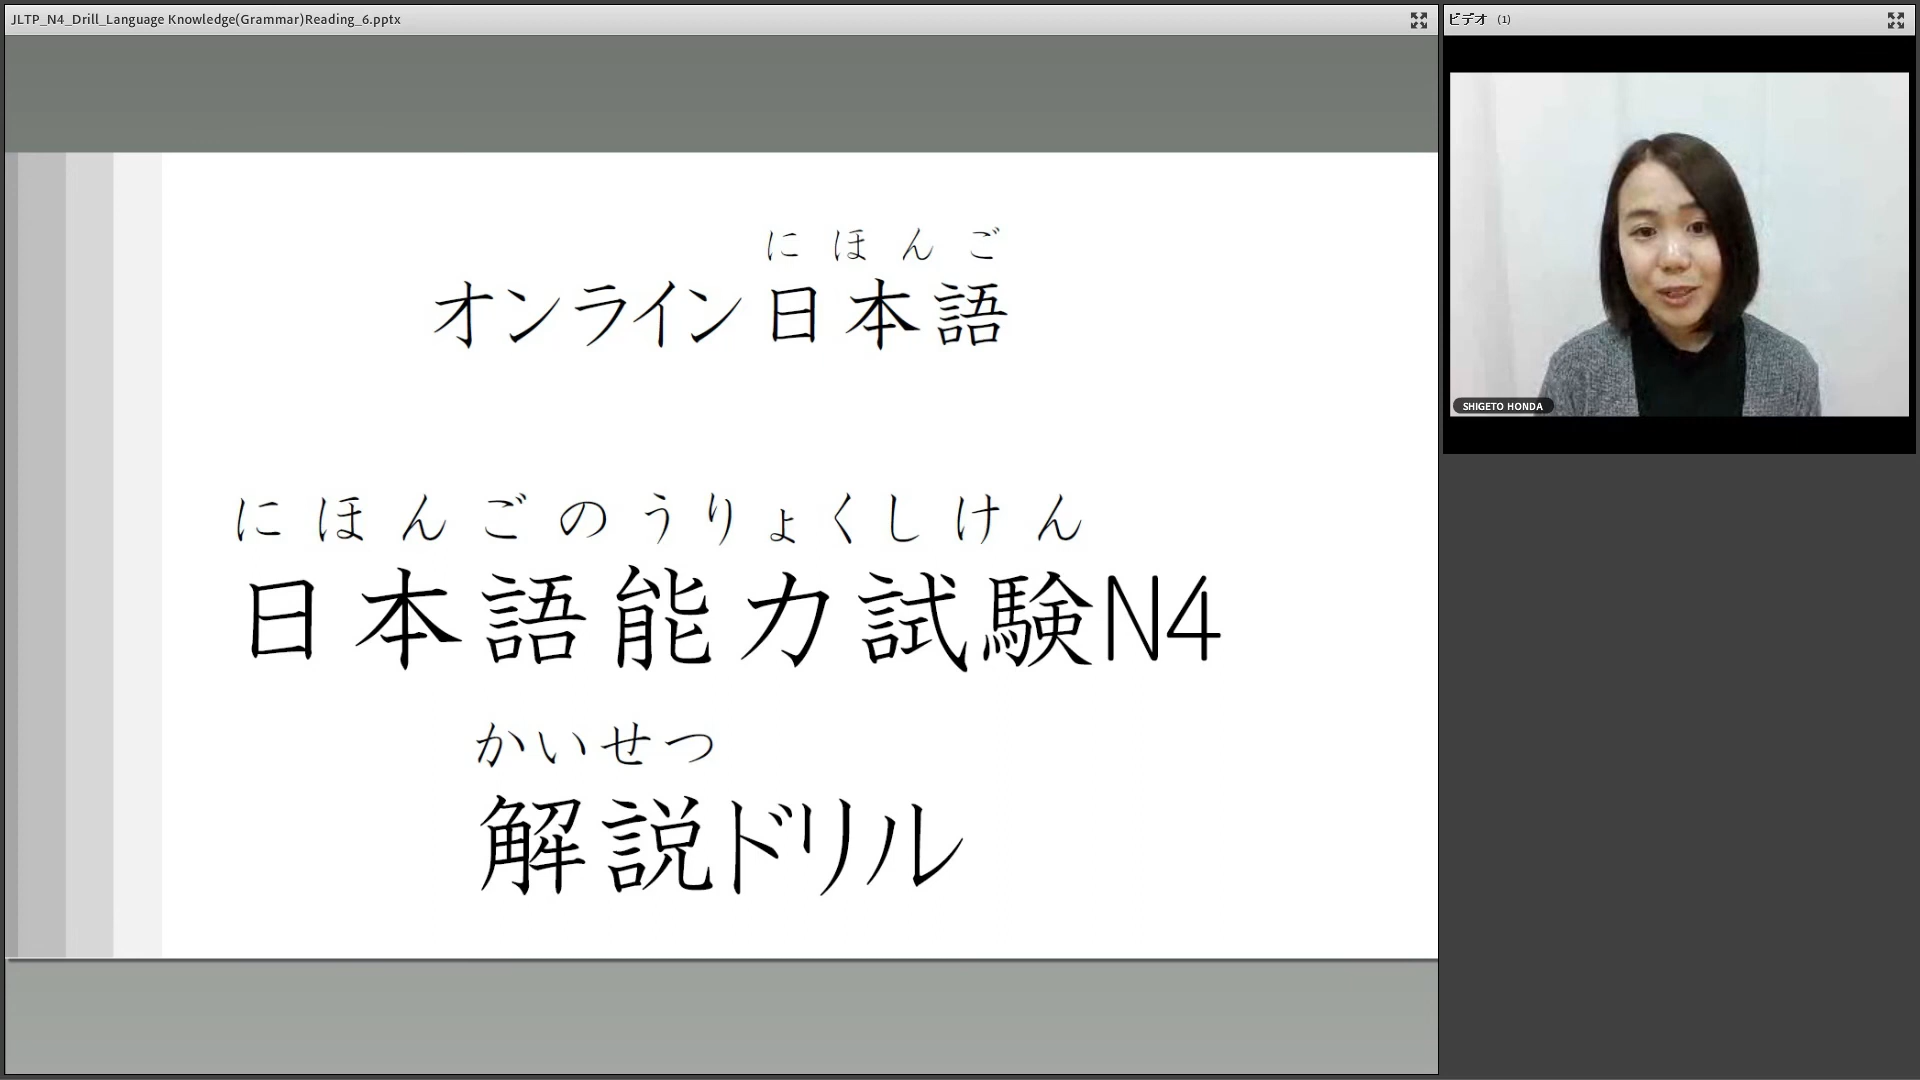 JLTP_N4_Drill_Language Knowledge(Grammar)Reading_6.pptx
ビデオ (1)
にほんご
オンライン日本語
にほんごのうりょくしけん
日本語能力試験N4
かいせつ
解説ドリル
SHIGETO HONDA